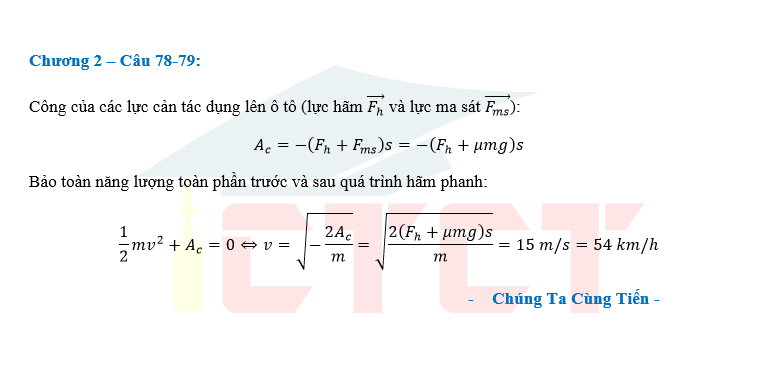 Chương 2 – Câu 78-79:
Công của các lực cản tác dụng lên ô tô (lực hãm $\overrightarrow{F_h}$ và lực ma sát $\overrightarrow{F_{ms}}$):
$A_c = -(F_h + F_{ms})s = -(F_h + \mu mg)s$
Bảo toàn năng lượng toàn phần trước và sau quá trình hãm phanh:
$\frac{1}{2}mv^2 + A_c = 0 \Leftrightarrow v = \sqrt{-\frac{2A_c}{m}} = \sqrt{\frac{2(F_h + \mu mg)s}{m}} = 15\ m/s = 54\ km/h$
- Chúng Ta Cùng Tiến -
CTCT